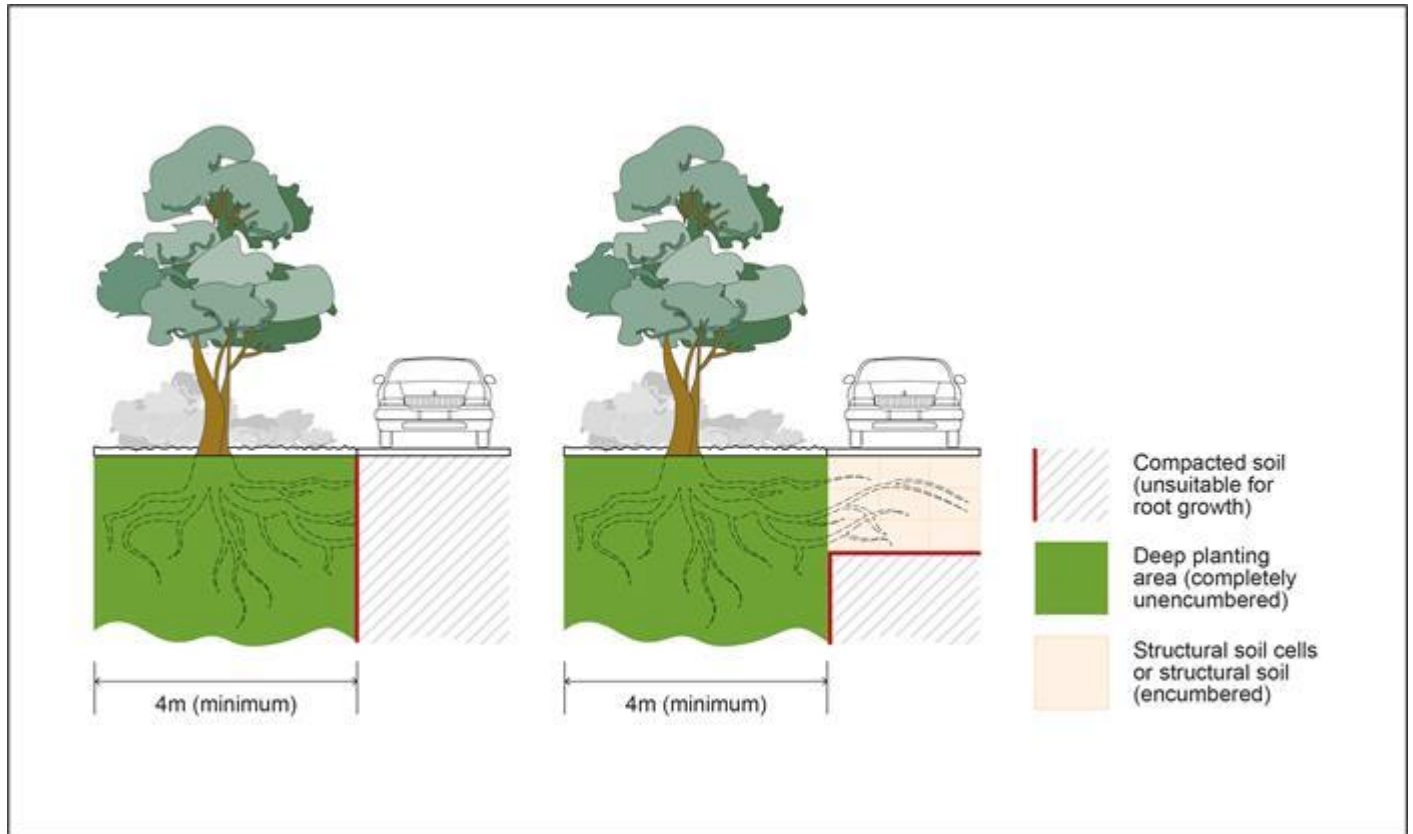 Compacted soil
(unsuitable for
root growth)
Deep planting
area (completely
unencumbered)
Structural soil cells
or structural soil
(encumbered)
4m (minimum)
4m (minimum)